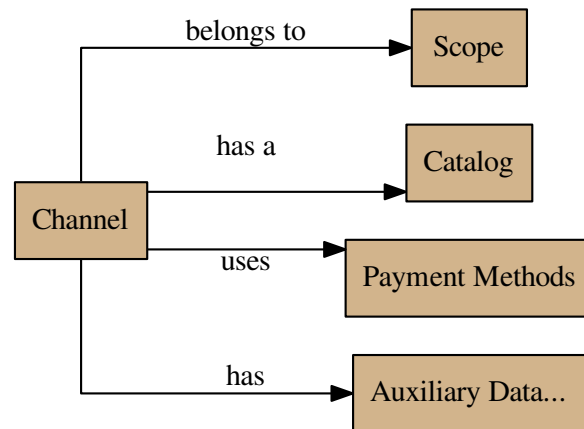 belongs to
Scope
has a
Catalog
Channel
uses
Payment Methods
has
Auxiliary Data...